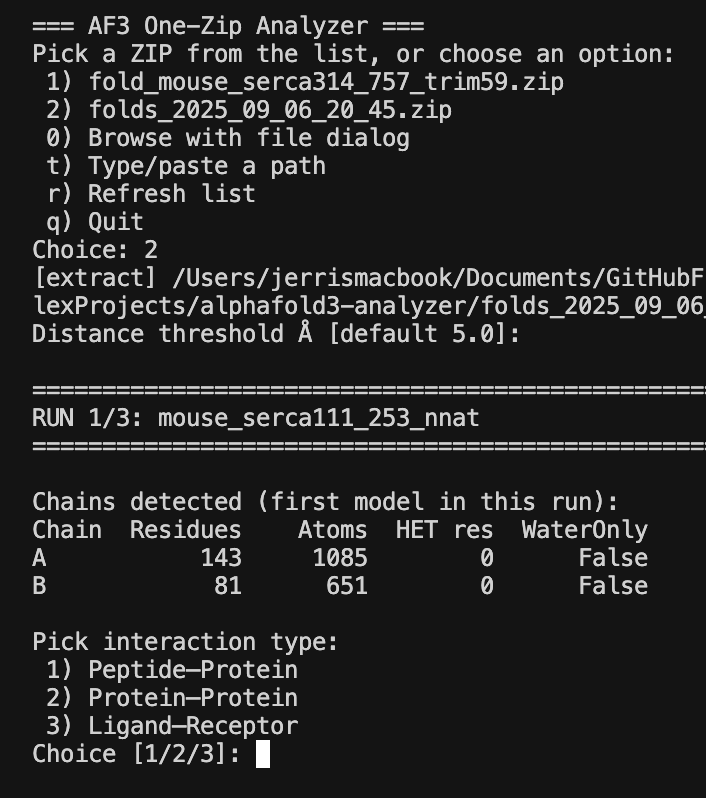 === AF3 One-Zip Analyzer ===
Pick a ZIP from the list, or choose an option:
1) fold_mouse_serca314_757_trim59.zip
2) folds_2025_09_06_20_45.zip
0) Browse with file dialog
t) Type/paste a path
r) Refresh list
q) Quit
Choice: 2
[extract] /Users/jerrismacbook/Documents/GitHubF
lexProjects/alphafold3-analyzer/folds_2025_09_06_
Distance threshold Å [default 5.0]:
================================================
RUN 1/3: mouse_serca111_253_nnat
================================================
Chains detected (first model in this run):
Chain  Residues    Atoms  HET res  WaterOnly
A            143     1085        0      False
B             81      651        0      False
Pick interaction type:
1) Peptide–Protein
2) Protein–Protein
3) Ligand–Receptor
Choice [1/2/3]: